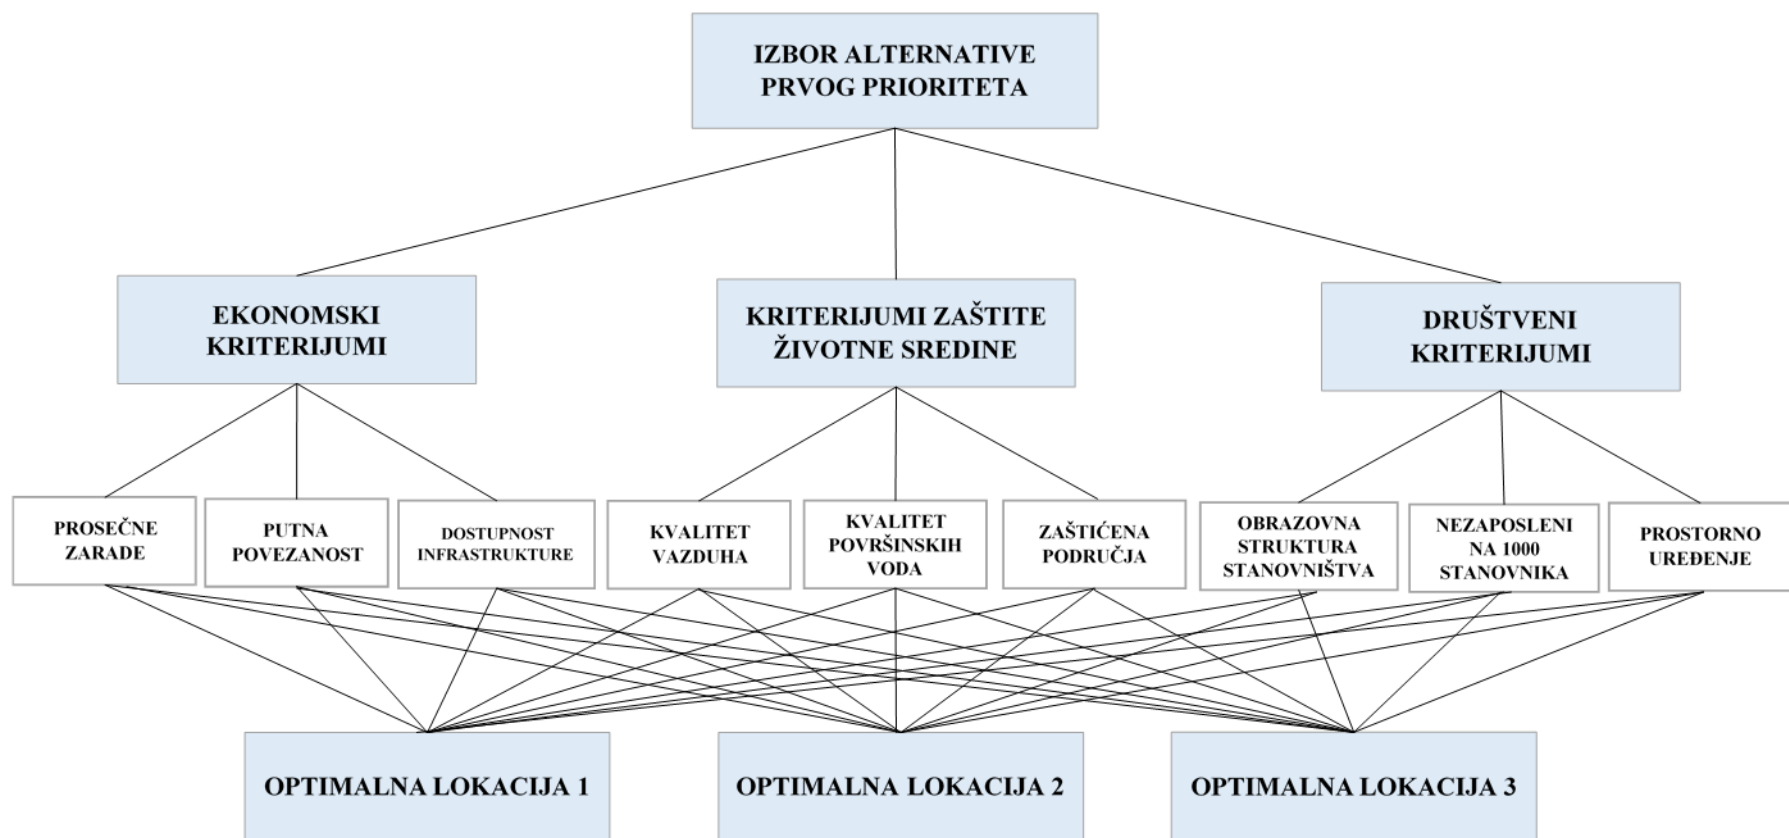 IZBOR ALTERNATIVE
PRVOG PRIORITETA
EKONOMSKI
KRITERIJUMI
KRITERIJUMI ZAŠTITE
ŽIVOTNE SREDINE
DRUŠTVENI
KRITERIJUMI
PROSEČNE
ZARADE
PUTNA
POVEZANOST
DOSTUPNOST
INFRASTRUKTURE
KVALITET
VAZDUHA
KVALITET
POVRŠINSKIH
VODA
ZAŠTIĆENA
PODRUČJA
OBRAZOVNA
STRUKTURA
STANOVNIŠTVA
NEZAPOSLENI
NA 1000
STANOVNIKA
PROSTORNO
UREĐENJE
OPTIMALNA LOKACIJA 1
OPTIMALNA LOKACIJA 2
OPTIMALNA LOKACIJA 3